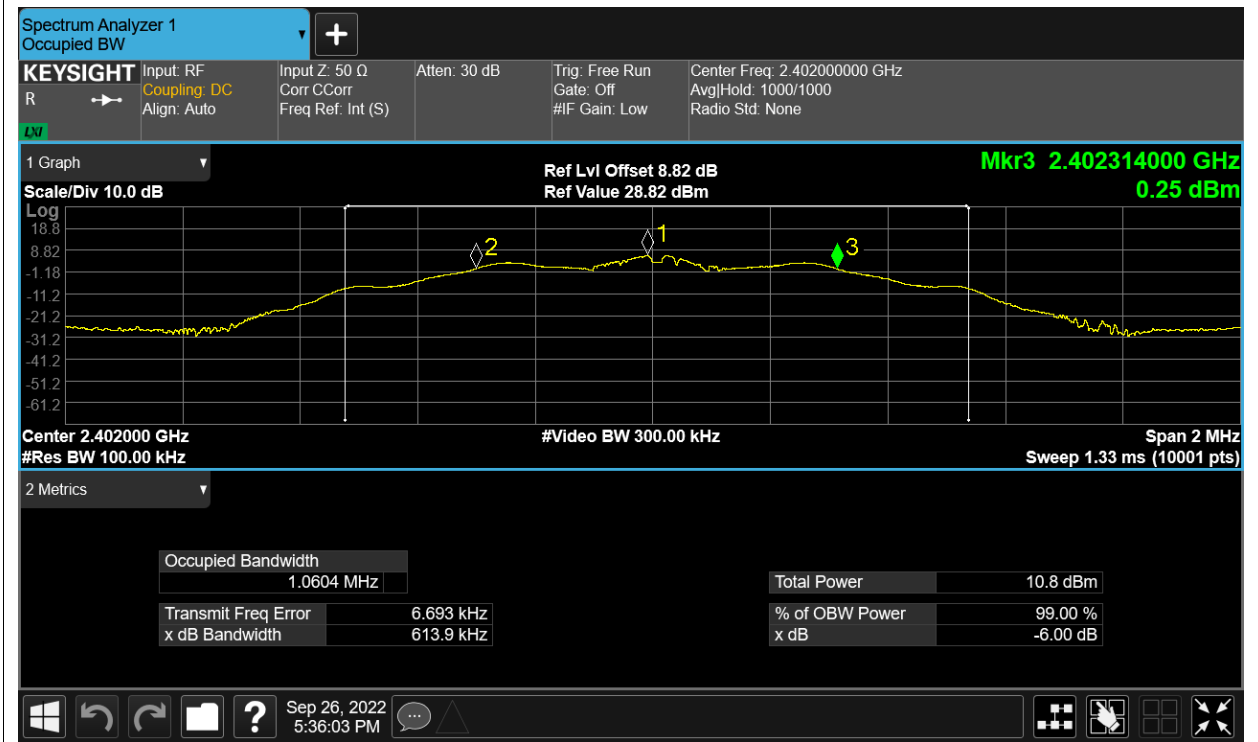 Spectrum Analyzer 1
Occupied BW
+
KEYSIGHT
R
LXI
Input: RF
Coupling: DC
Align: Auto
Input Z: 50 Ω
Corr CCorr
Freq Ref: Int (S)
Atten: 30 dB
Trig: Free Run
Gate: Off
#IF Gain: Low
Center Freq: 2.402000000 GHz
Avg|Hold: 1000/1000
Radio Std: None
1 Graph
Scale/Div 10.0 dB
Ref Lvl Offset 8.82 dB
Ref Value 28.82 dBm
Mkr3 2.402314000 GHz
0.25 dBm
Log
18.8
8.82
-1.18
-11.2
-21.2
-31.2
-41.2
-51.2
-61.2
2
1
3
Center 2.402000 GHz
#Video BW 300.00 kHz
Span 2 MHz
#Res BW 100.00 kHz
Sweep 1.33 ms (10001 pts)
2 Metrics
Occupied Bandwidth
1.0604 MHz
Total Power 10.8 dBm
Transmit Freq Error 6.693 kHz
% of OBW Power 99.00 %
x dB Bandwidth 613.9 kHz
x dB -6.00 dB
?
Sep 26, 2022
5:36:03 PM